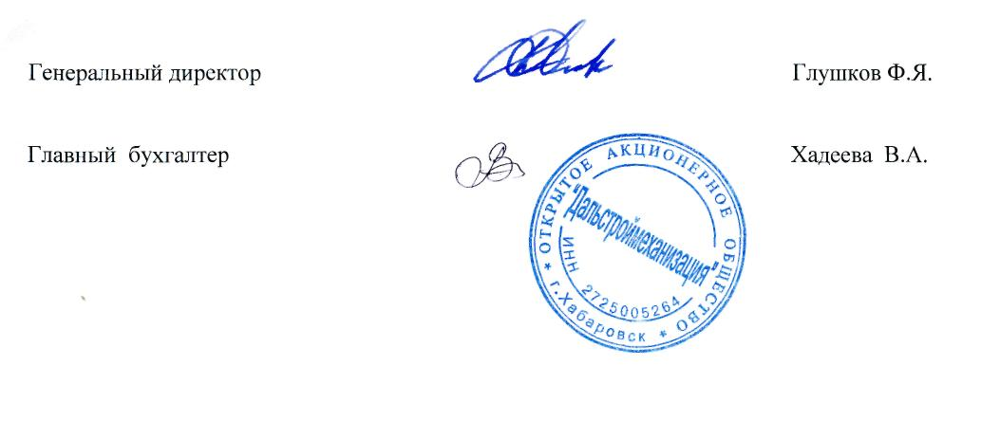 Генеральный директор Глушков Ф.Я.
Главный бухгалтер Хадеева В.А.
* ОТКРЫТОЕ АКЦИОНЕРНОЕ ОБЩЕСТВО *
г.Хабаровск
"Дальстроймеханизация"
ИНН 2725005264